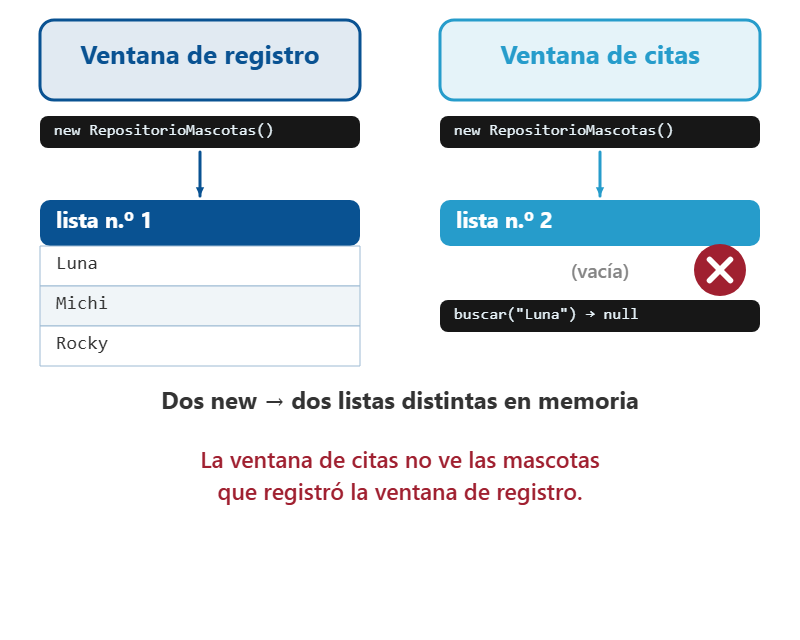 Ventana de registro
new RepositorioMascotas()
lista n.º 1
Luna
Michi
Rocky
Ventana de citas
new RepositorioMascotas()
lista n.º 2
(vacía)
buscar("Luna") → null
Dos new → dos listas distintas en memoria
La ventana de citas no ve las mascotas
que registró la ventana de registro.